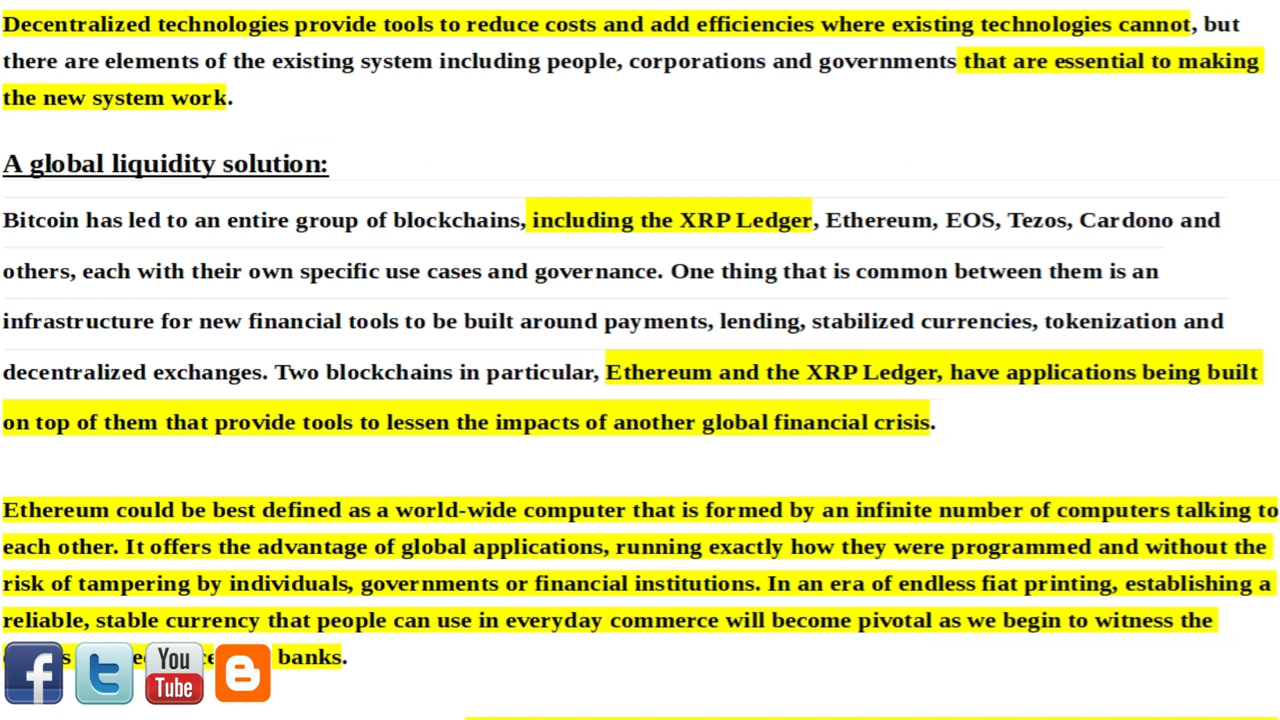 Decentralized technologies provide tools to reduce costs and add efficiencies where existing technologies cannot, but
there are elements of the existing system including people, corporations and governments that are essential to making
the new system work.
A global liquidity solution:
Bitcoin has led to an entire group of blockchains, including the XRP Ledger, Ethereum, EOS, Tezos, Cardono and
others, each with their own specific use cases and governance. One thing that is common between them is an
infrastructure for new financial tools to be built around payments, lending, stabilized currencies, tokenization and
decentralized exchanges. Two blockchains in particular, Ethereum and the XRP Ledger, have applications being built
on top of them that provide tools to lessen the impacts of another global financial crisis.
Ethereum could be best defined as a world-wide computer that is formed by an infinite number of computers talking to
each other. It offers the advantage of global applications, running exactly how they were programmed and without the
risk of tampering by individuals, governments or financial institutions. In an era of endless fiat printing, establishing a
reliable, stable currency that people can use in everyday commerce will become pivotal as we begin to witness the
banks.
You
Tube